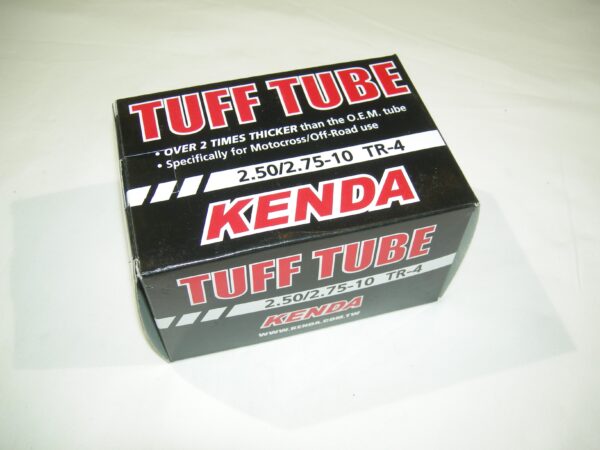 TUFF TUBE
• OVER 2 TIMES THICKER than the O.E.M. tube
• Specifically for Motocross/Off-Road use
2.50/2.75-10 TR-4
KENDA
TUFF TUBE
2.50/2.75-10 TR-4
KENDA
WWW.KENDA.COM.TW